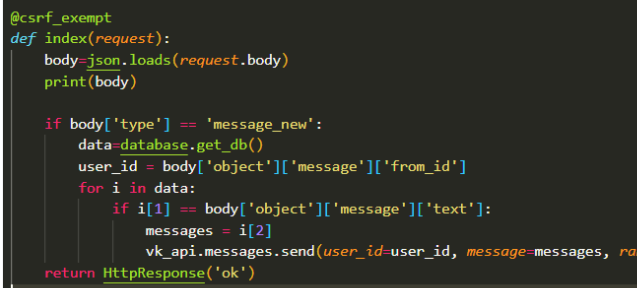 @csrf_exempt
def index(request):
    body=json.loads(request.body)
    print(body)

    if body['type'] == 'message_new':
        data=database.get_db()
        user_id = body['object']['message']['from_id']
        for i in data:
            if i[1] == body['object']['message']['text']:
                messages = i[2]
                vk_api.messages.send(user_id=user_id, message=messages,
    return HttpResponse('ok')